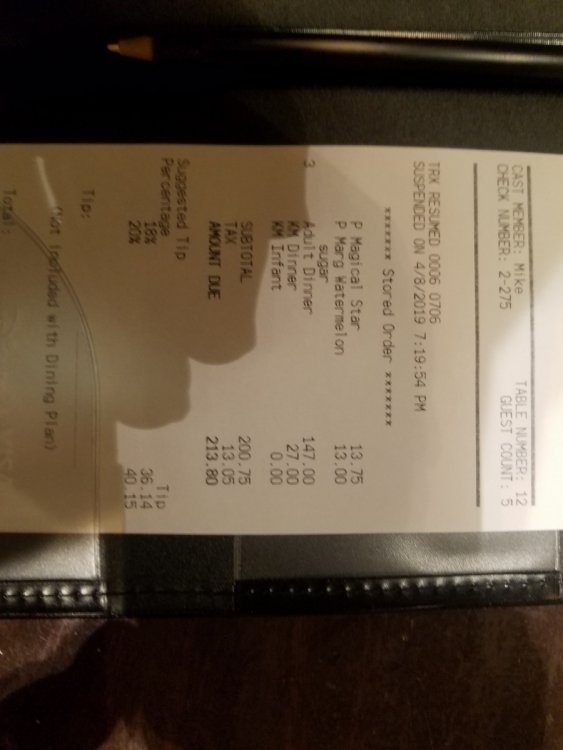 CAST MEMBER: Mike TABLE NUMBER: 12
CHECK NUMBER: 2-275 GUEST COUNT: 5
TRX RESUMED 0006 0706
SUSPENDED ON 4/8/2019 7:19:54 PM
******* Stored Order *******
P Magical Star 13.75
P Marg Watermelon 13.00
sugar
3 Adult Dinner 147.00
KM Dinner 27.00
KM Infant 0.00
SUBTOTAL 200.75
TAX 13.05
AMOUNT DUE 213.80
Suggested Tip
Percentage Tip
18% 36.14
20% 40.15
Tip:
(Not included with Dining Plan)
Total: